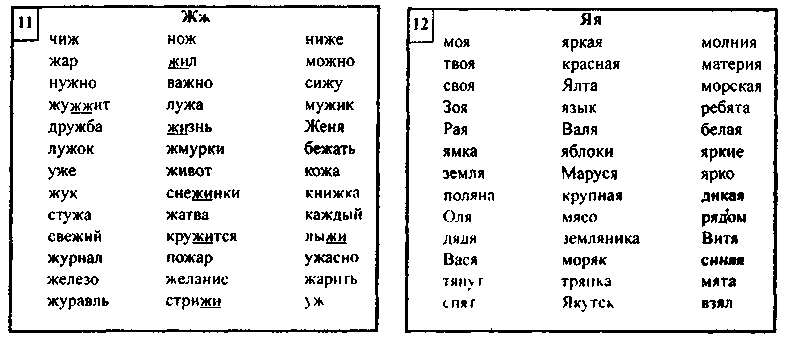 11
Жж
чиж нож ниже
жар жил можно
нужно важно сижу
жужжит лужа мужик
дружба жизнь Женя
лужок жмурки бежать
уже живот кожа
жук снежинки книжка
стужа жатва каждый
свежий кружится лыжи
журнал пожар ужасно
железо желание жарить
журавль стрижи уж
12
Яя
моя яркая молния
твоя красная материя
своя Ялта морская
Зоя язык ребята
Рая Валя белая
ямка яблоки яркие
земля Маруся ярко
поляна крупная дикая
Оля мясо рядом
дядя земляника Витя
Вася моряк синяя
тянут тряпка мята
спят Якутск взял